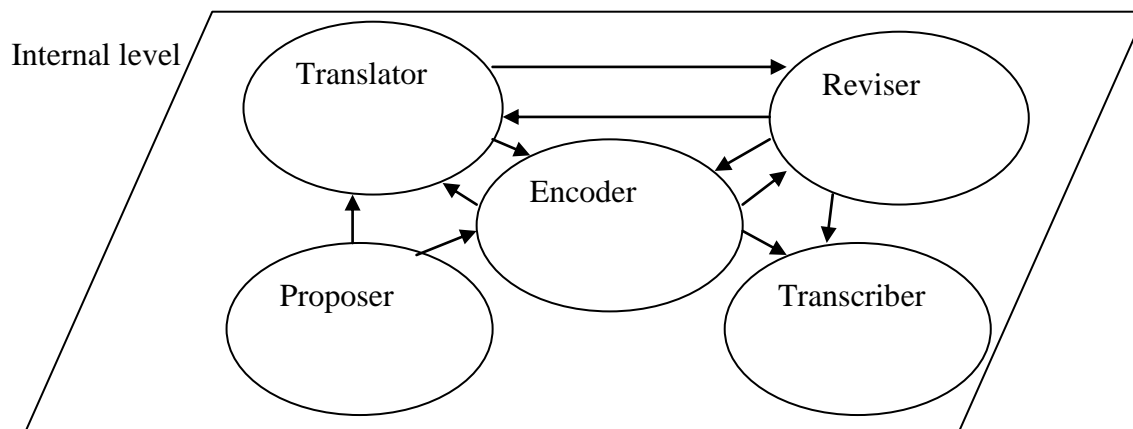 Internal level
Translator
Reviser
Encoder
Proposer
Transcriber